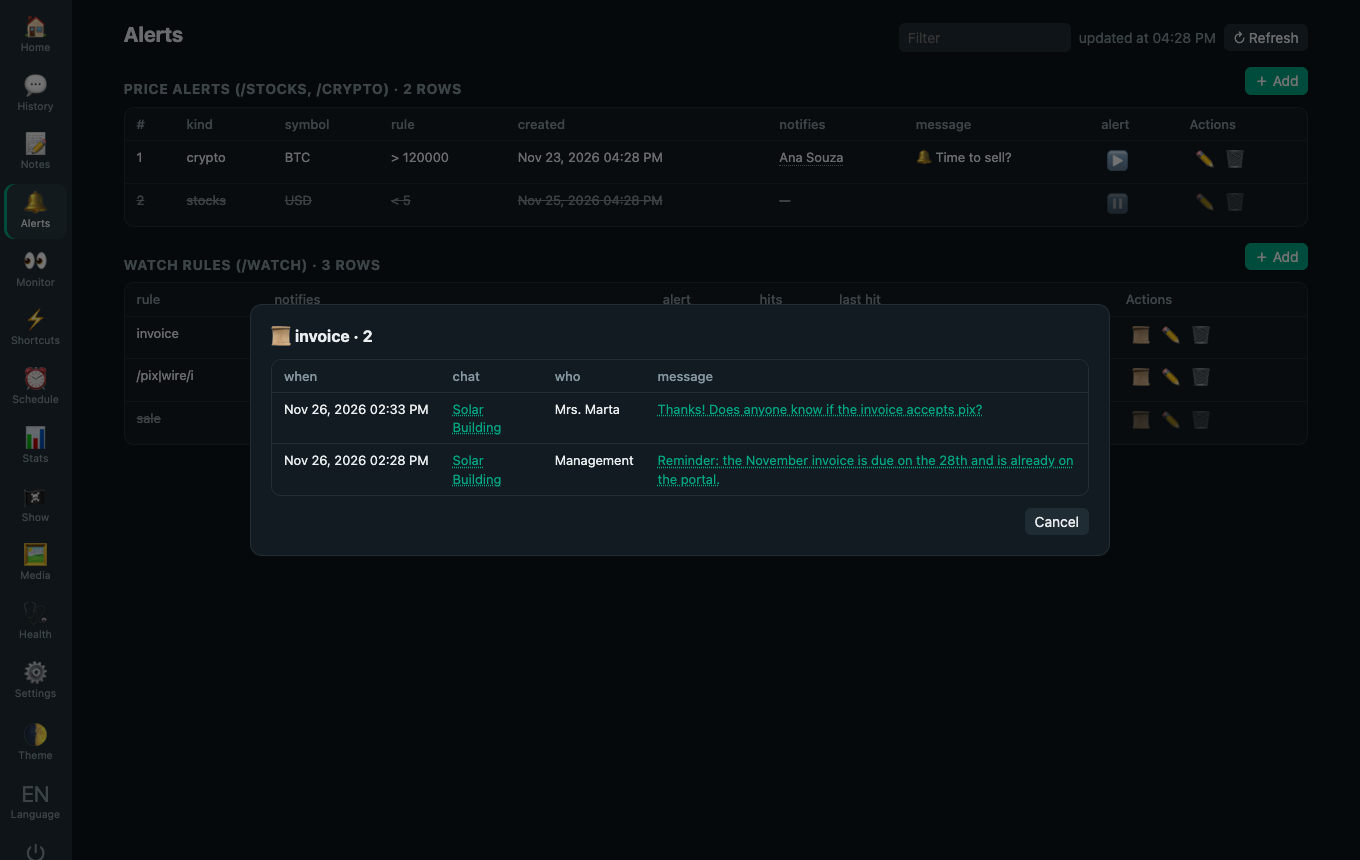 Home
History
Notes
Alerts
Monitor
Shortcuts
Schedule
Stats
Show
Media
Health
Settings
Theme
EN
Language
Alerts
Filter
updated at 04:28 PM
Refresh
PRICE ALERTS (/STOCKS, /CRYPTO) · 2 ROWS
+ Add
# kind symbol rule created notifies message alert Actions
1 crypto BTC > 120000 Nov 23, 2026 04:28 PM Ana Souza 🔔 Time to sell?
2 stocks USD < 5 Nov 25, 2026 04:28 PM —
WATCH RULES (/WATCH) · 3 ROWS
+ Add
rule notifies alert hits last hit Actions
invoice
/pix|wire/i
sale
invoice · 2
when chat who message
Nov 26, 2026 02:33 PM Solar Mrs. Marta Thanks! Does anyone know if the invoice accepts pix?
Building
Nov 26, 2026 02:28 PM Solar Management Reminder: the November invoice is due on the 28th and is already on
Building the portal.
Cancel